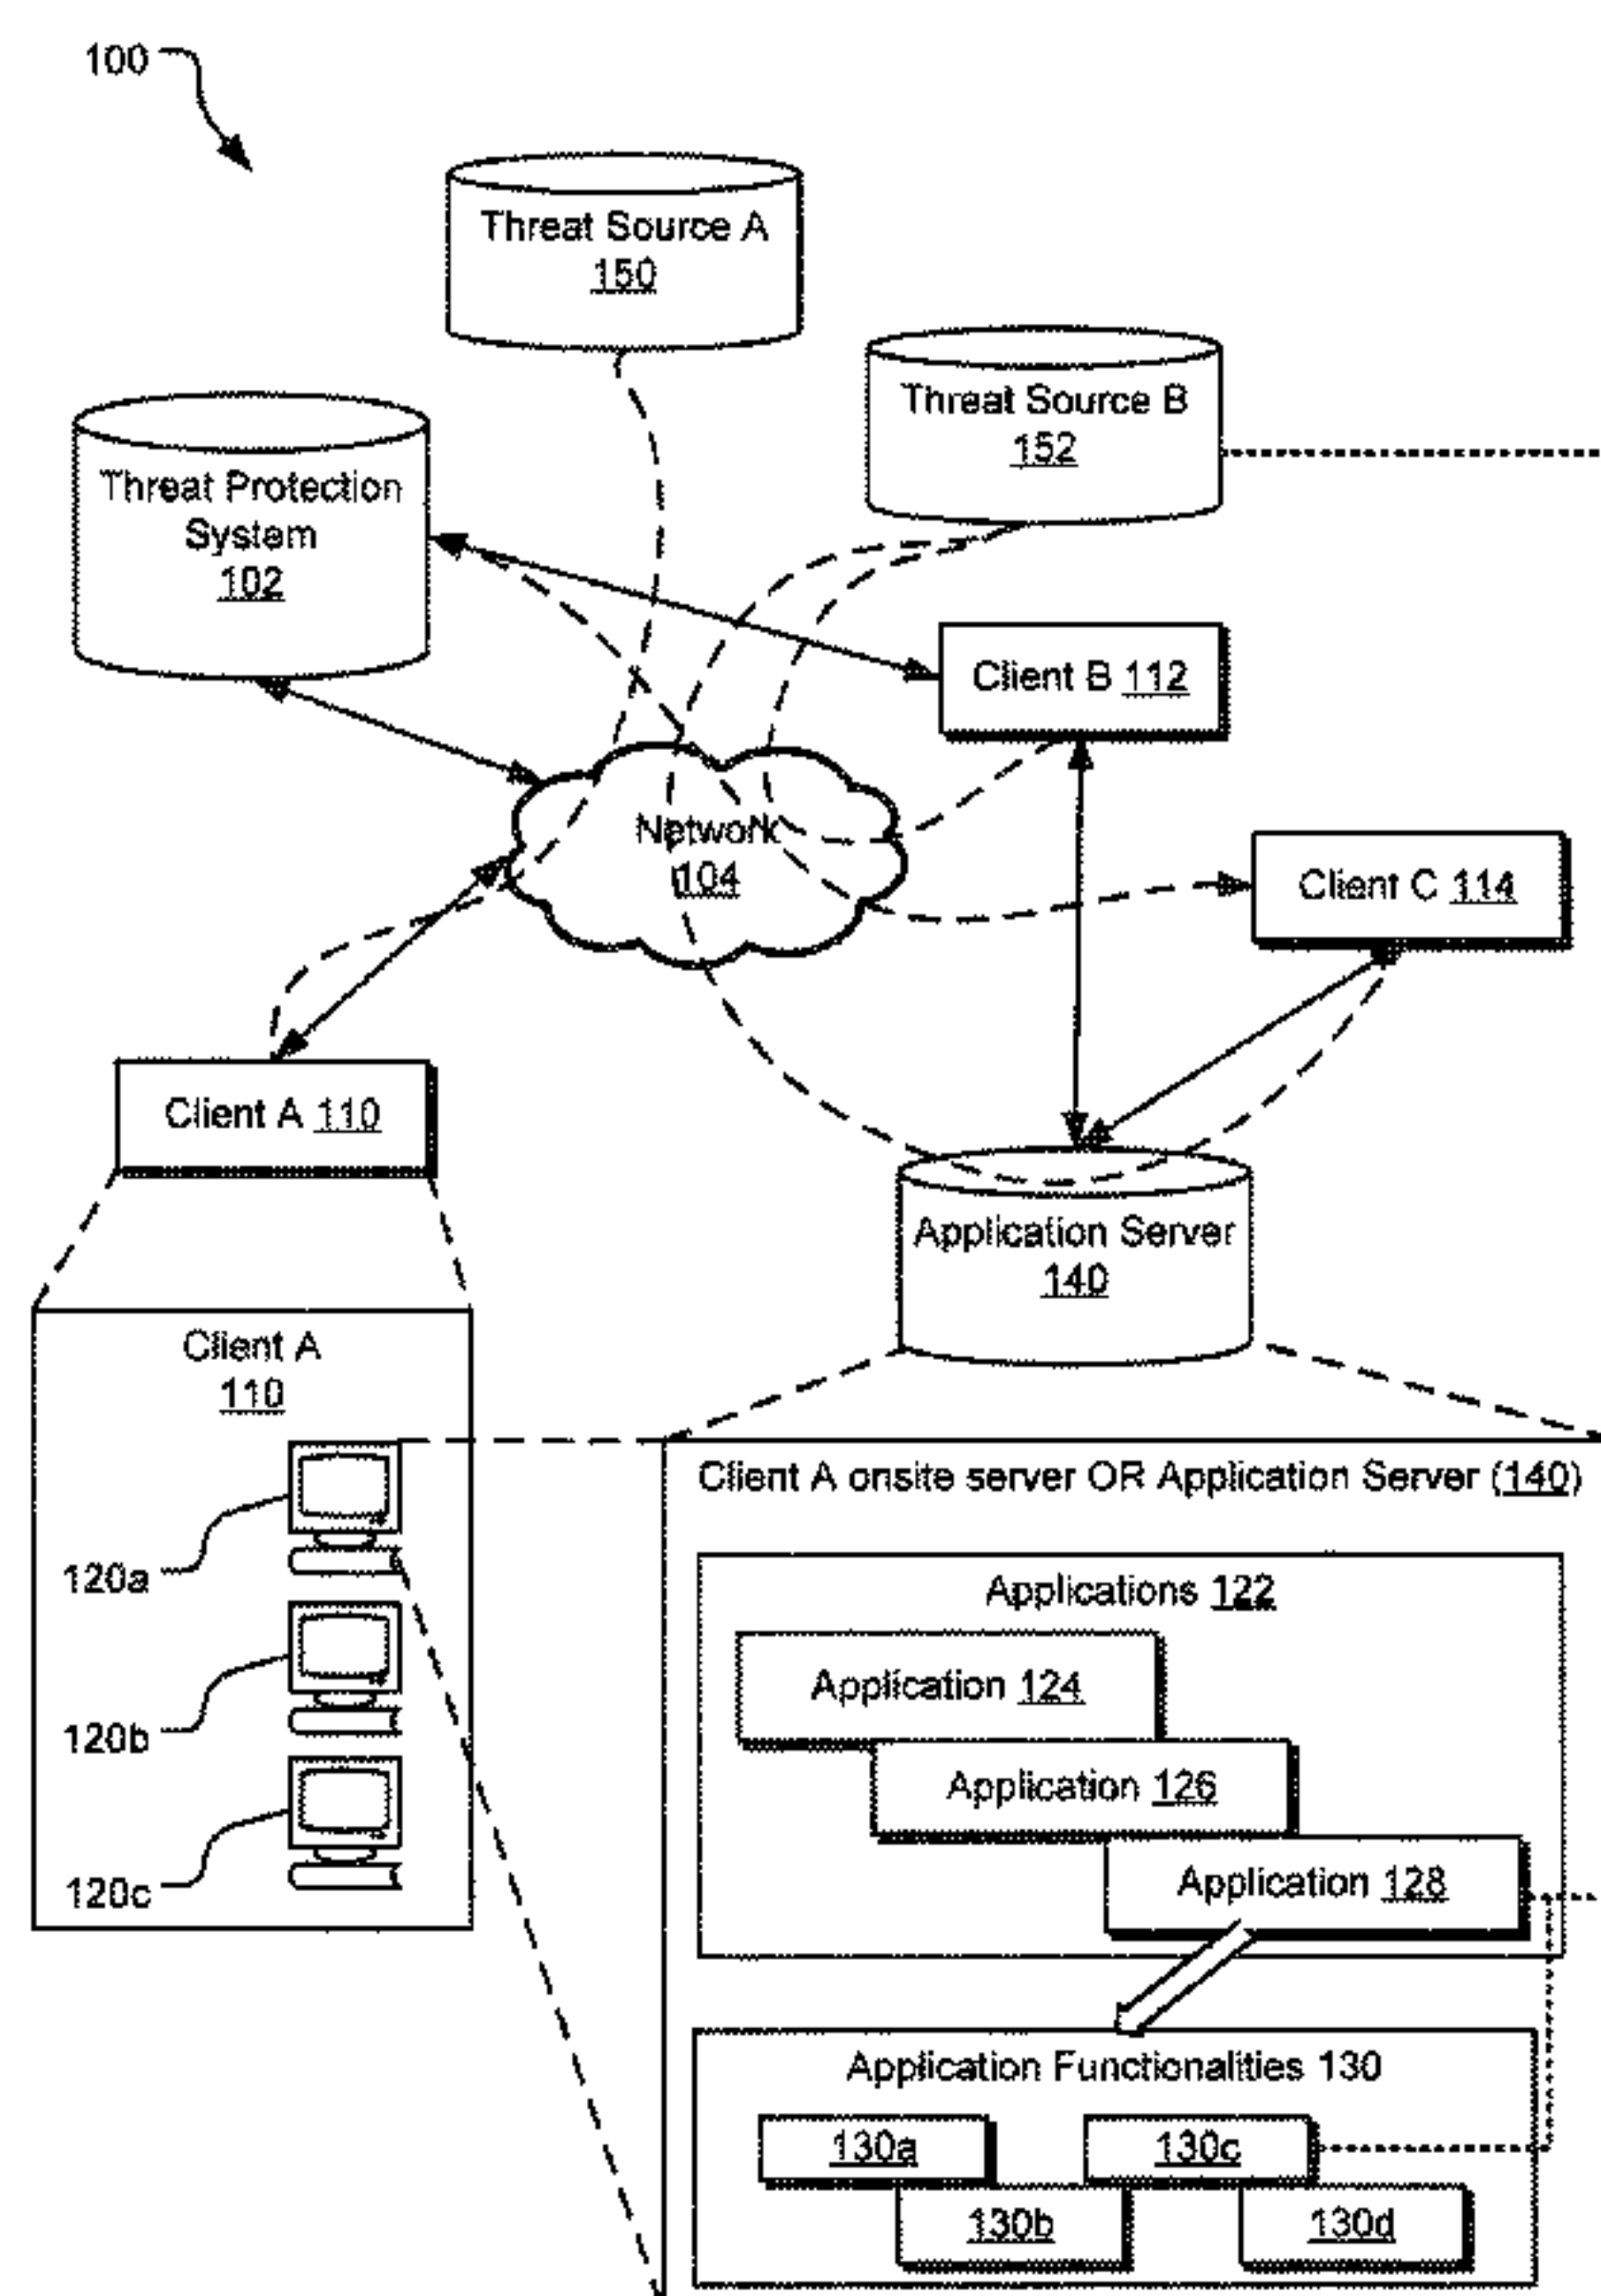 100
Threat Source A
150
Threat Source B
152
Threat Protection
System
102
Client B 112
Network
104
Client C 114
Client A 110
Application Server
140
Client A
110
120a
120b
120c
Client A onsite server OR Application Server (140)
Applications 122
Application 124
Application 126
Application 128
Application Functionalities 130
130a
130c
130b
130d